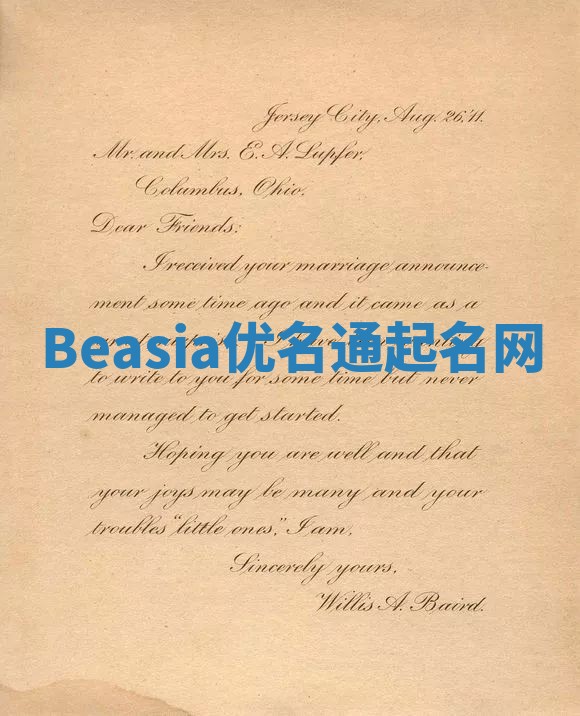 Jersey City, Aug. 26,'11.
Mr. and Mrs. E. A. Lupfer,
Columbus, Ohio.
Dear Friends:
I received your marriage announce-
ment some time ago and it came as a
Beasia优名通起名网
to write to you for some time but never
managed to get started.
Hoping you are well and that
your joys may be many and your
troubles "little ones," I am,
Sincerely yours,
Willis A. Baird.